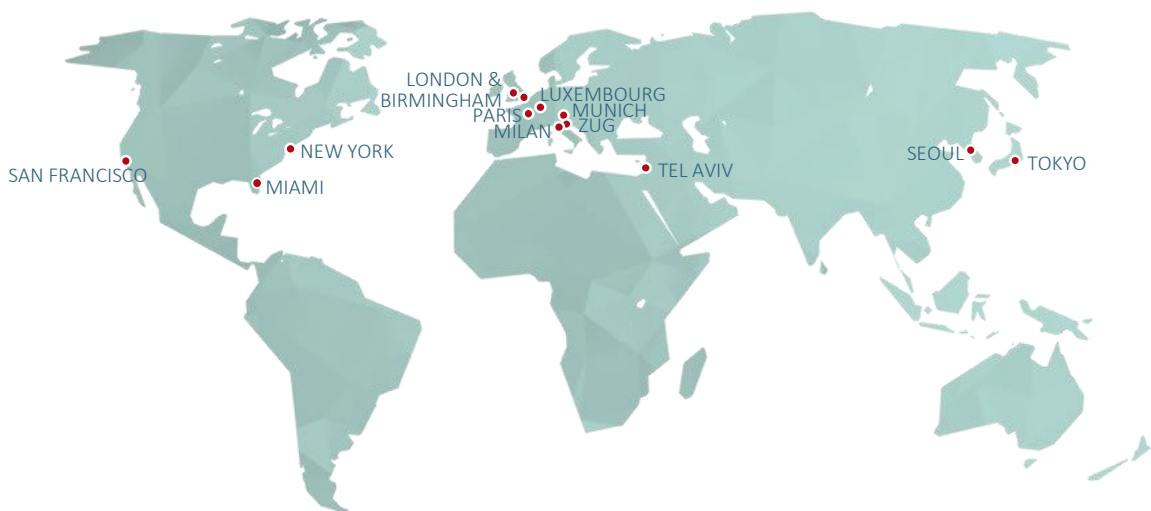 LONDON &
BIRMINGHAM
LUXEMBOURG
PARIS
MUNICH
MILAN
ZUG
SAN FRANCISCO
NEW YORK
MIAMI
TEL AVIV
SEOUL
TOKYO